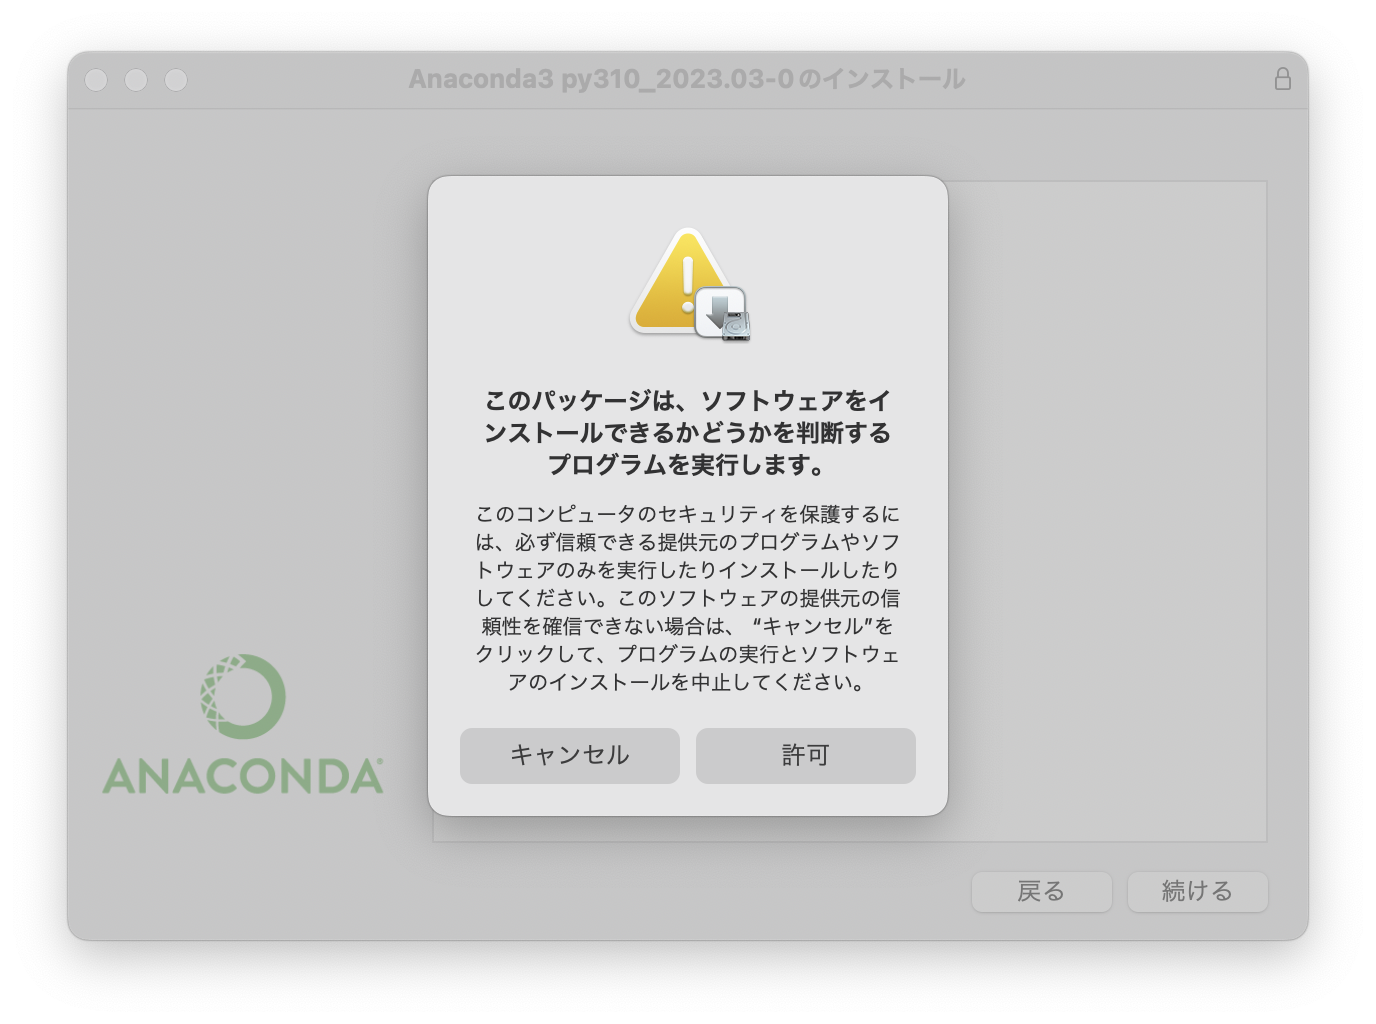 Anaconda3 py310_2023.03-0のインストール
このパッケージは、ソフトウェアをイ
ンストールできるかどうかを判断する
プログラムを実行します。
このコンピュータのセキュリティを保護するに
は、必ず信頼できる提供元のプログラムやソフ
トウェアのみを実行したりインストールしたり
してください。このソフトウェアの提供元の信
頼性を確信できない場合は、“キャンセル”を
クリックして、プログラムの実行とソフトウェ
アのインストールを中止してください。
キャンセル 許可
ANACONDA®
戻る 続ける